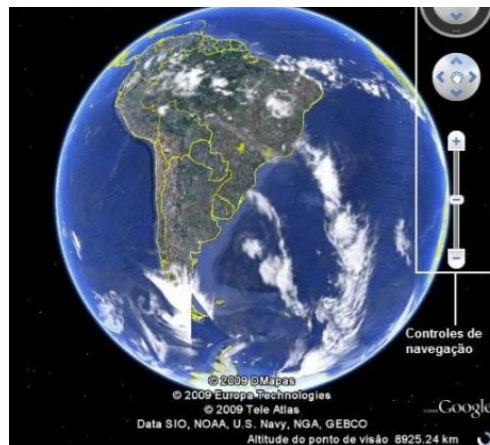 Controles de
navegação
© 2009 DMapas
© 2009 Europa Technologies
© 2009 Tele Atlas
Data SIO, NOAA, U.S. Navy, NGA, GEBCO
Google
Altitude do ponto de visão 8925.24 km